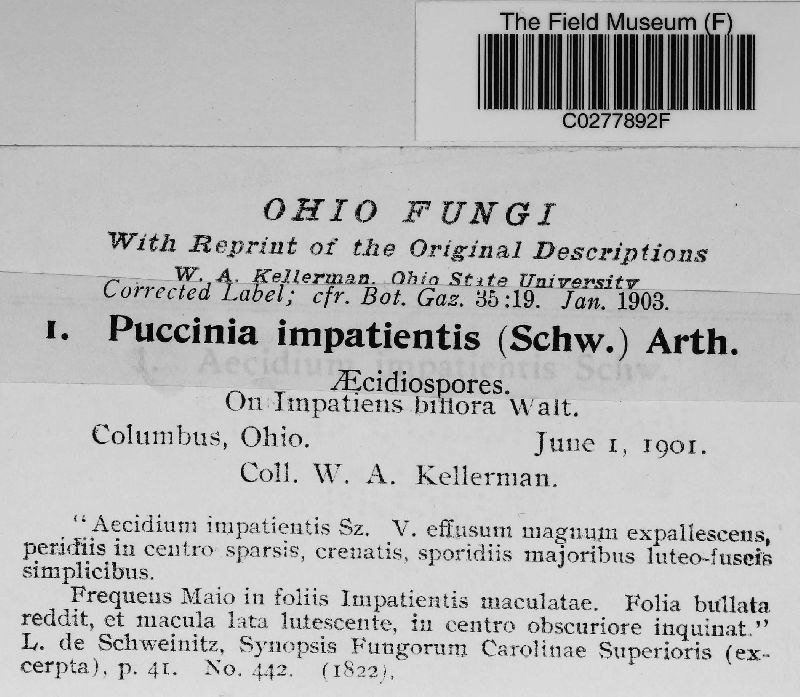 The Field Museum (F)
C0277892F
OHIO FUNGI
With Reprint of the Original Descriptions
W. A. Kellerman, Ohio State University
Corrected Label; cfr. Bot. Gaz. 35:19. Jan. 1903.
1. Puccinia impatientis (Schw.) Arth.
1. Aecidium impatientis Schw.
Æcidiospores.
On Impatiens biflora Walt.
Columbus, Ohio. June 1, 1901.
Coll. W. A. Kellerman.
"Aecidium impatientis Sz. V. effusum magnum expallescens,
peridiis in centro sparsis, crenatis, sporidiis majoribus luteo-fuscis
simplicibus.
Frequens Maio in foliis Impatientis maculatae. Folia bullata
reddit, et macula lata lutescente, in centro obscuriore inquinat."
L. de Schweinitz, Synopsis Fungorum Carolinae Superioris (ex-
cerpta), p. 41. No. 442. (1822).